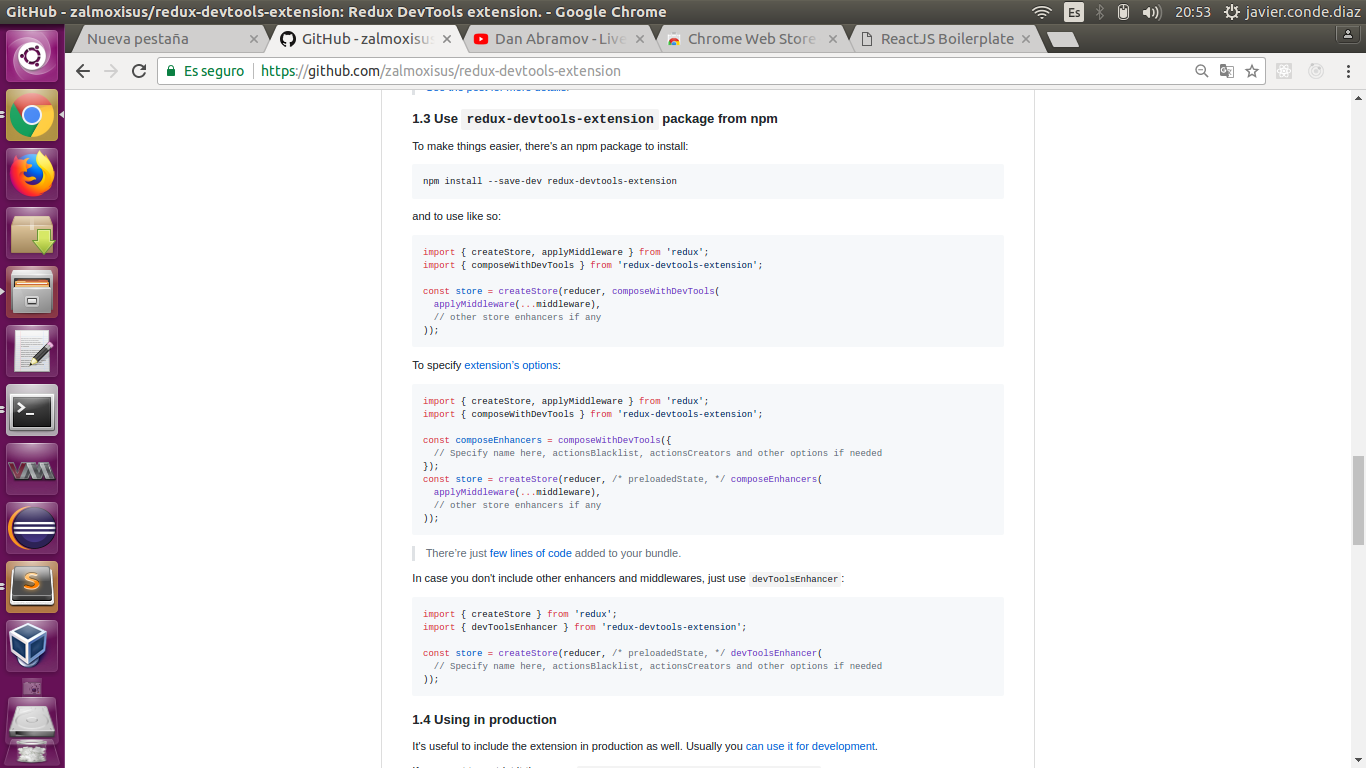 GitHub - zalmoxisus/redux-devtools-extension: Redux DevTools extension. - Google Chrome
Es
20:53
javier.conde.diaz
Nueva pestaña
GitHub - zalmoxisus
Dan Abramov - Live
Chrome Web Store
ReactJS Boilerplate
Es seguro
https://github.com/zalmoxisus/redux-devtools-extension
1.3 Use redux-devtools-extension package from npm
To make things easier, there's an npm package to install:
npm install --save-dev redux-devtools-extension
and to use like so:
import { createStore, applyMiddleware } from 'redux';
import { composeWithDevTools } from 'redux-devtools-extension';
const store = createStore(reducer, composeWithDevTools(
applyMiddleware(...middleware),
// other store enhancers if any
));
To specify extension's options:
import { createStore, applyMiddleware } from 'redux';
import { composeWithDevTools } from 'redux-devtools-extension';
const composeEnhancers = composeWithDevTools({
// Specify name here, actionsBlacklist, actionsCreators and other options if needed
});
const store = createStore(reducer, /* preloadedState, */ composeEnhancers(
applyMiddleware(...middleware),
// other store enhancers if any
));
There're just few lines of code added to your bundle.
In case you don't include other enhancers and middlewares, just use devToolsEnhancer:
import { createStore } from 'redux';
import { devToolsEnhancer } from 'redux-devtools-extension';
const store = createStore(reducer, /* preloadedState, */ devToolsEnhancer(
// Specify name here, actionsBlacklist, actionsCreators and other options if needed
));
1.4 Using in production
It's useful to include the extension in production as well. Usually you can use it for development.